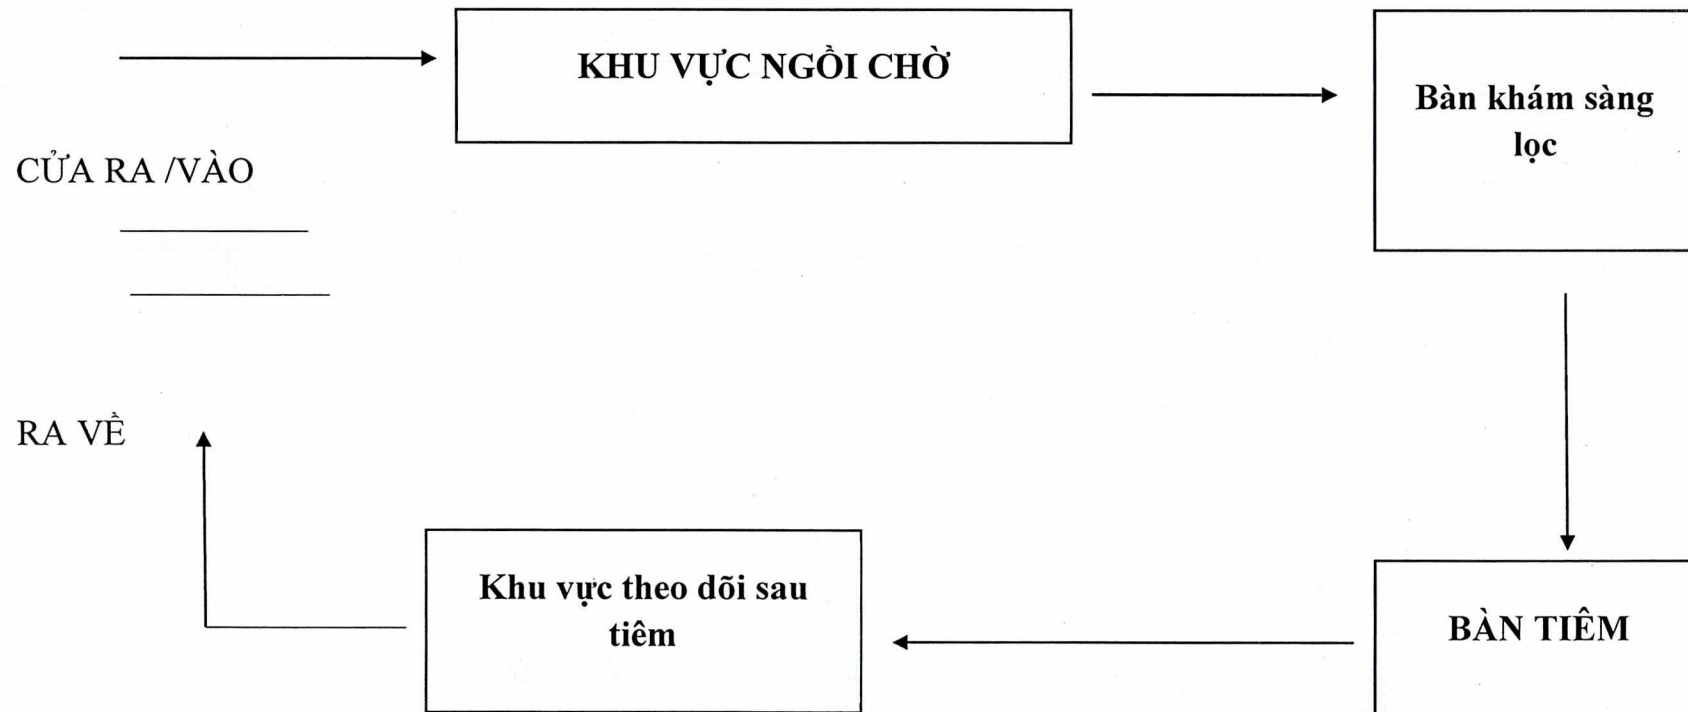 KHU VỰC NGỒI CHỜ
Bàn khám sàng
lọc
CỬA RA /VÀO
RA VỀ
Khu vực theo dõi sau
tiêm
BÀN TIÊM